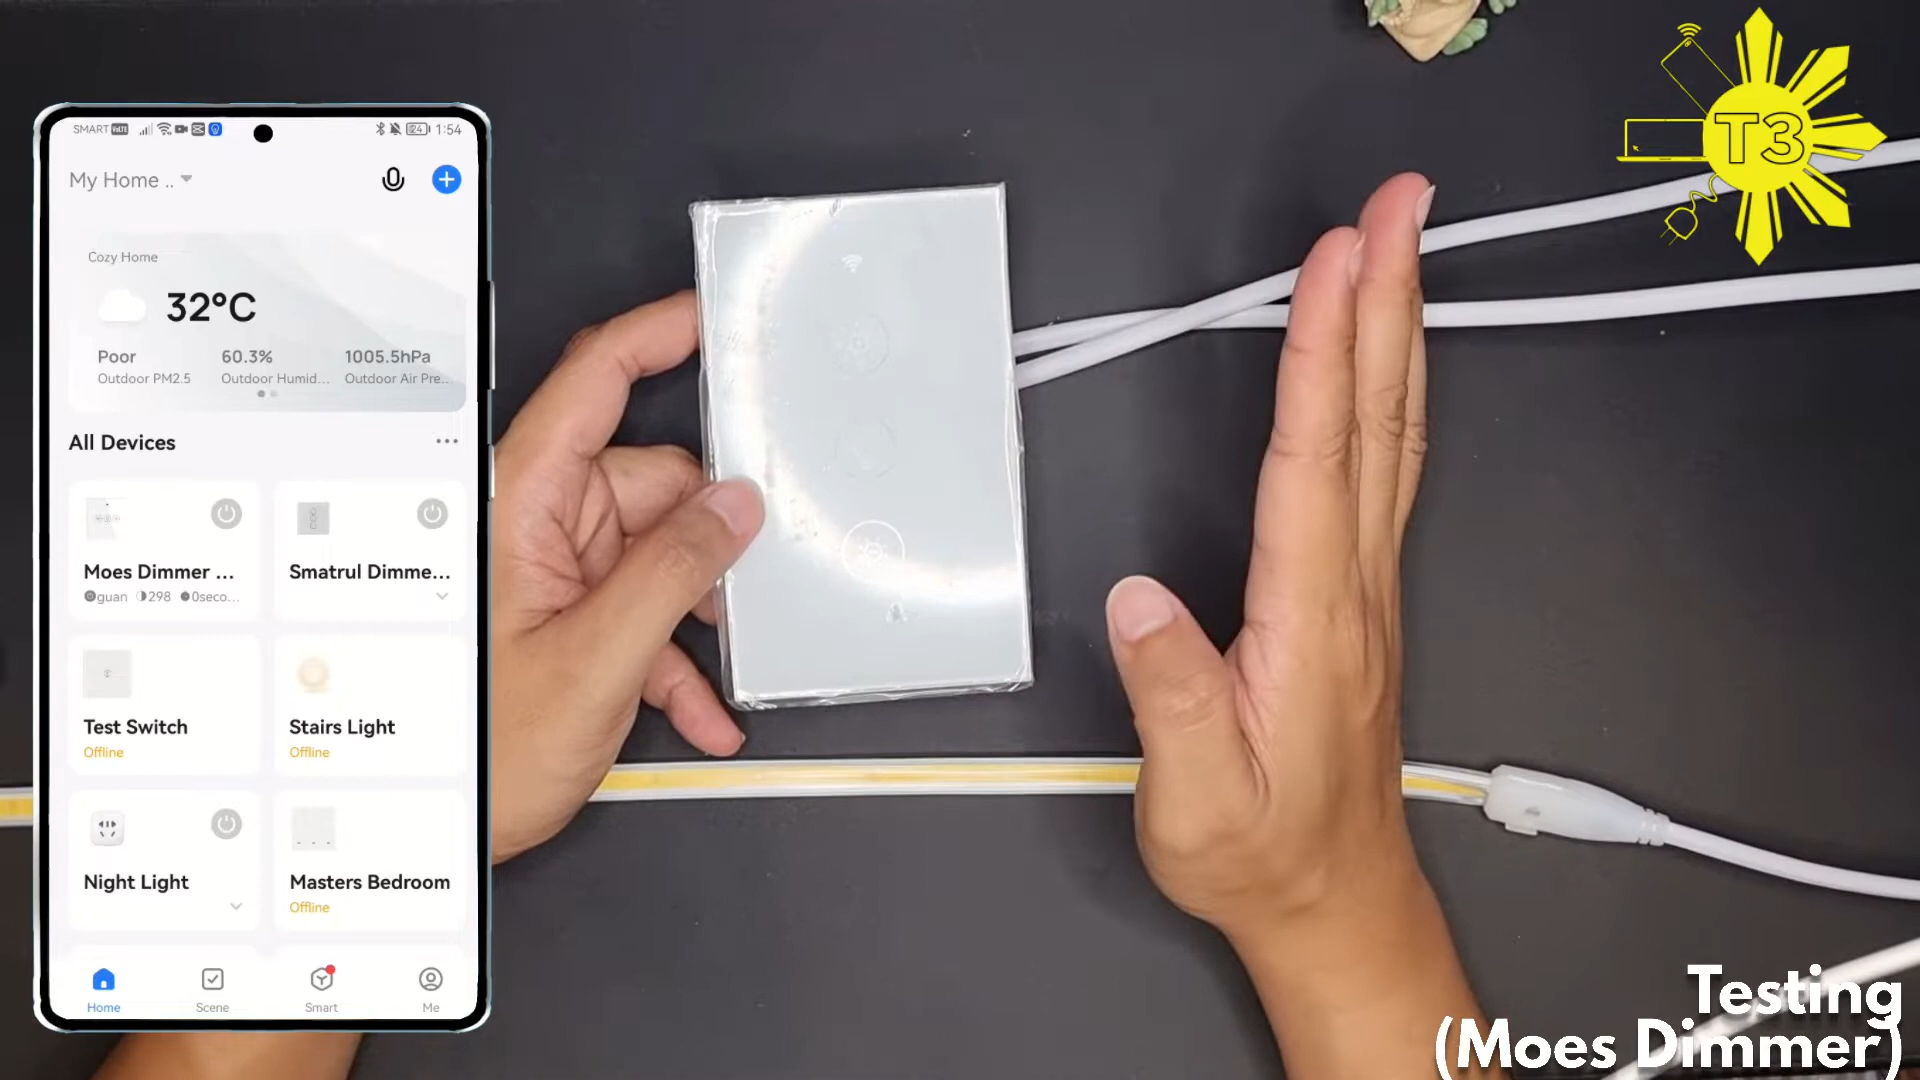 SMART VoLTE 24 1:54
My Home ..
Cozy Home
32°C
Poor 60.3% 1005.5hPa
Outdoor PM2.5 Outdoor Humid... Outdoor Air Pre...
All Devices
Moes Dimmer ...
guan 298 0seco...
Smatrul Dimme...
Test Switch
Offline
Stairs Light
Offline
Night Light
Masters Bedroom
Offline
Home Scene Smart Me
T3
Testing
(Moes Dimmer)